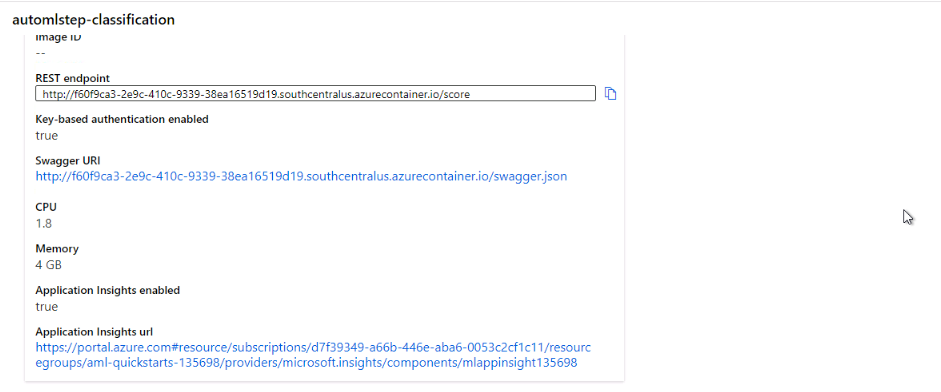 automlstep-classification
Image ID
--
REST endpoint
http://f60f9ca3-2e9c-410c-9339-38ea16519d19.southcentralus.azurecontainer.io/score
Key-based authentication enabled
true
Swagger URI
http://f60f9ca3-2e9c-410c-9339-38ea16519d19.southcentralus.azurecontainer.io/swagger.json
CPU
1.8
Memory
4 GB
Application Insights enabled
true
Application Insights url
https://portal.azure.com#resource/subscriptions/d7f39349-a66b-446e-aba6-0053c2cf1c11/resour
cegroups/aml-quickstarts-135698/providers/microsoft.insights/components/mlappinsight135698